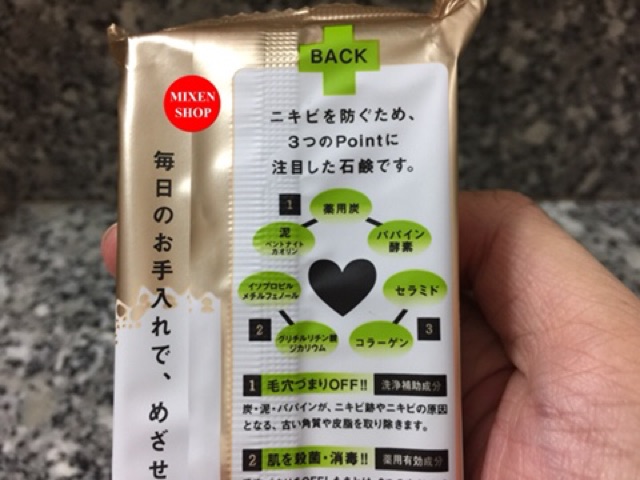 BACK
MIXEN
SHOP
ニキビを防ぐため、
3つのPointに
注目した石鹸です。
毎日のお手入れで、めざせ
1
薬用炭
泥
ベントナイト
カオリン
パパイン
酵素
イソプロピル
メチルフェノール
セラミド
2
グリチルリチン酸
ジカリウム
コラーゲン
3
1 毛穴づまりOFF!! 洗浄補助成分
炭・泥・パパインが、ニキビ跡やニキビの原因
となる、古い角質や皮脂を取り除きます。
2 肌を殺菌・消毒!! 薬用有効成分